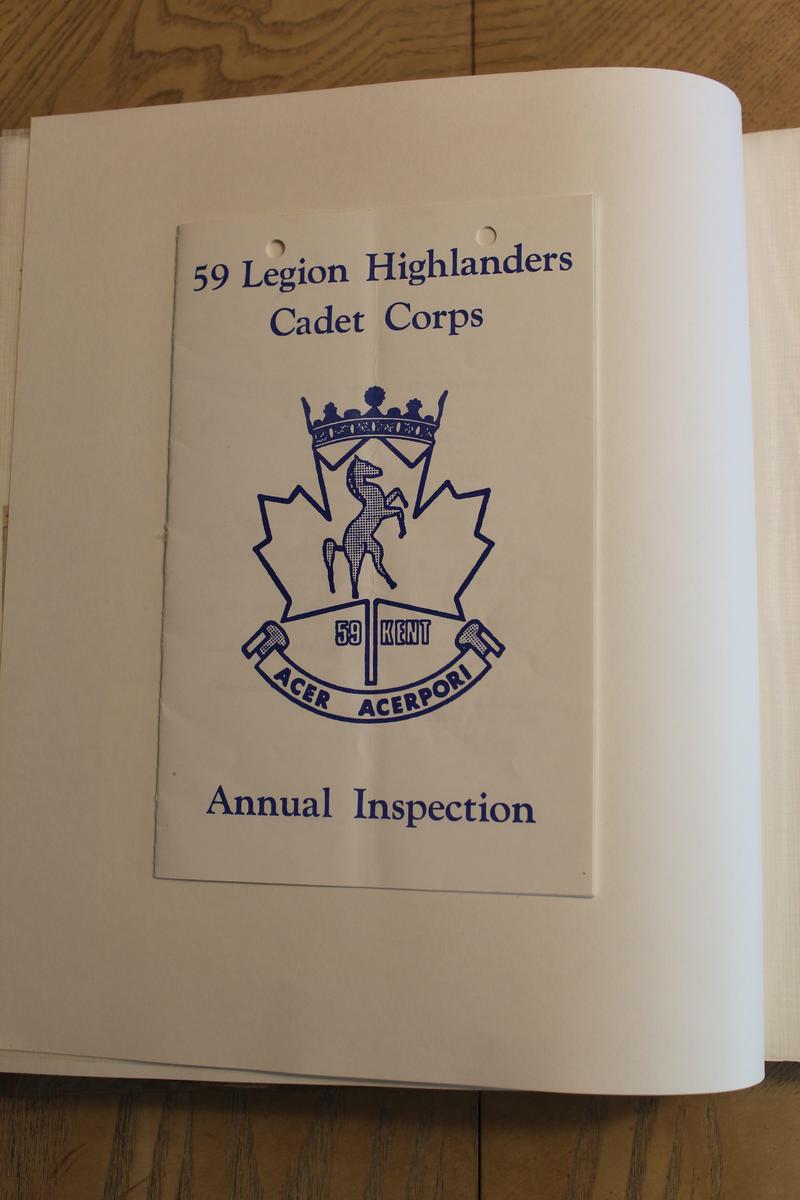 59 Legion Highlanders
Cadet Corps
59 KENT
ACER ACERPORI
Annual Inspection